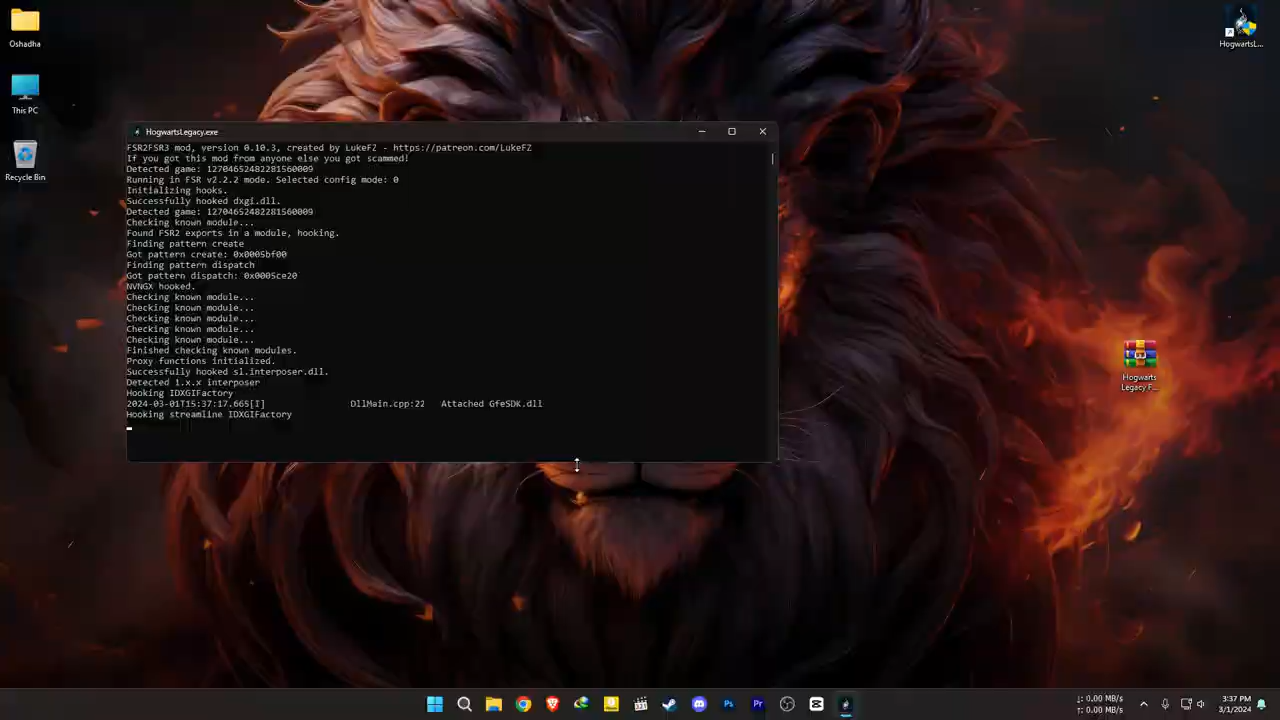 Oshadha
This PC
Recycle Bin
HogwartsL...
HogwartsLegacy.exe
FSR2FSR3 mod, version 0.10.3, created by LukeFZ - https://patreon.com/LukeFZ
If you got this mod from anyone else you got scammed!
Detected game: 12704652482281560009
Running in FSR v2.2.2 mode. Selected config mode: 0
Initializing hooks.
Successfully hooked dxgi.dll.
Detected game: 12704652482281560009
Checking known module...
Found FSR2 exports in a module, hooking.
Finding pattern create
Got pattern create: 0x0005bf00
Finding pattern dispatch
Got pattern dispatch: 0x0005ce20
NVNGX hooked.
Checking known module...
Checking known module...
Checking known module...
Checking known module...
Checking known module...
Finished checking known modules.
Proxy functions initialized.
Successfully hooked sl.interposer.dll.
Detected 1.x.x interposer
Hooking IDXGIFactory
2024-03-01T15:37:17.665[I] DllMain.cpp:22 Attached GfeSDK.dll
Hooking streamline IDXGIFactory
Hogwarts
Legacy F...
↓: 0.00 MB/s
↑: 0.00 MB/s
3:37 PM
3/1/2024